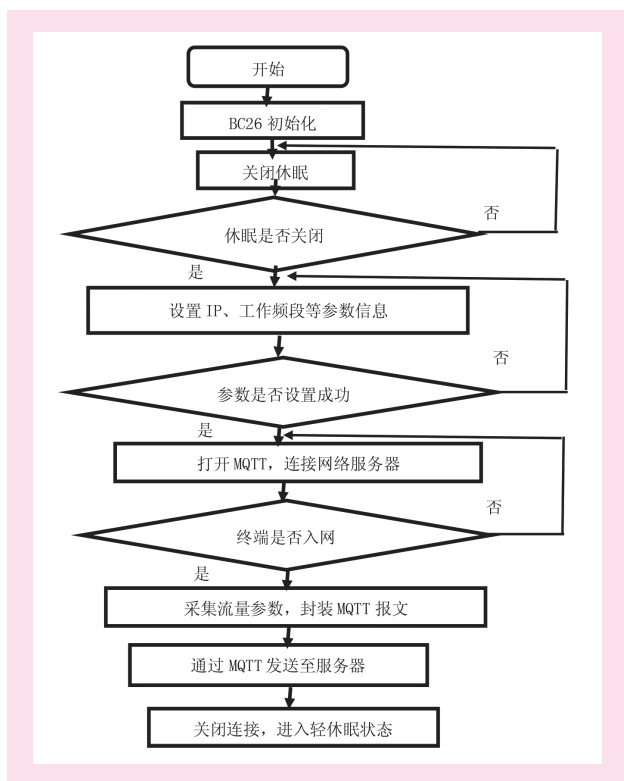 开始
BC26 初始化
关闭休眠
否
休眠是否关闭
是
设置 IP、工作频段等参数信息
否
参数是否设置成功
是
打开 MQTT，连接网络服务器
否
终端是否入网
是
采集流量参数，封装 MQTT 报文
通过 MQTT 发送至服务器
关闭连接，进入轻休眠状态